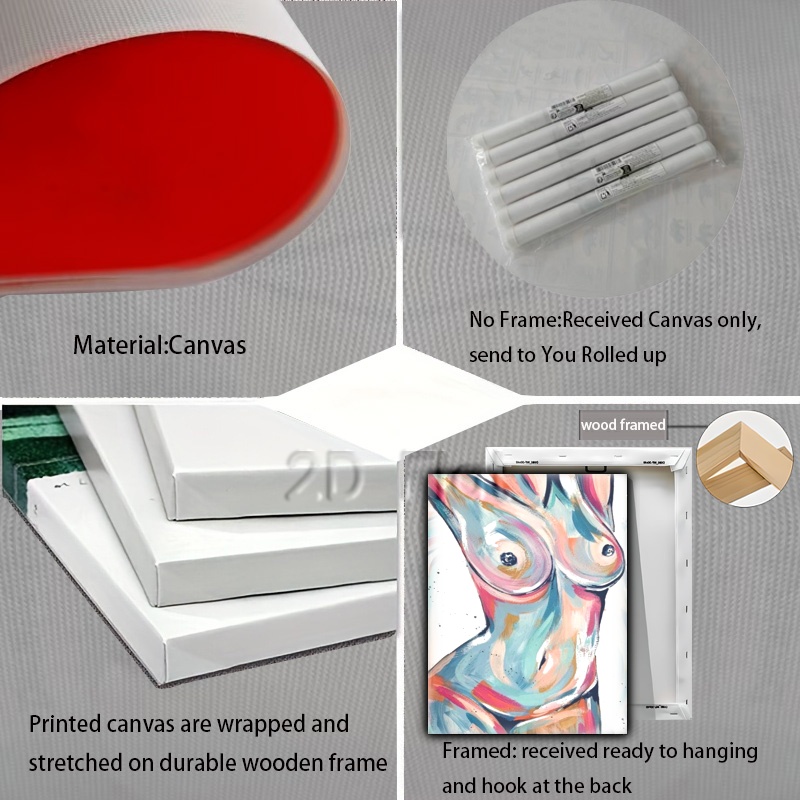 Material:Canvas
No Frame:Received Canvas only,
send to You Rolled up
2D
wood framed
Printed canvas are wrapped and
stretched on durable wooden frame
Framed: received ready to hanging
and hook at the back